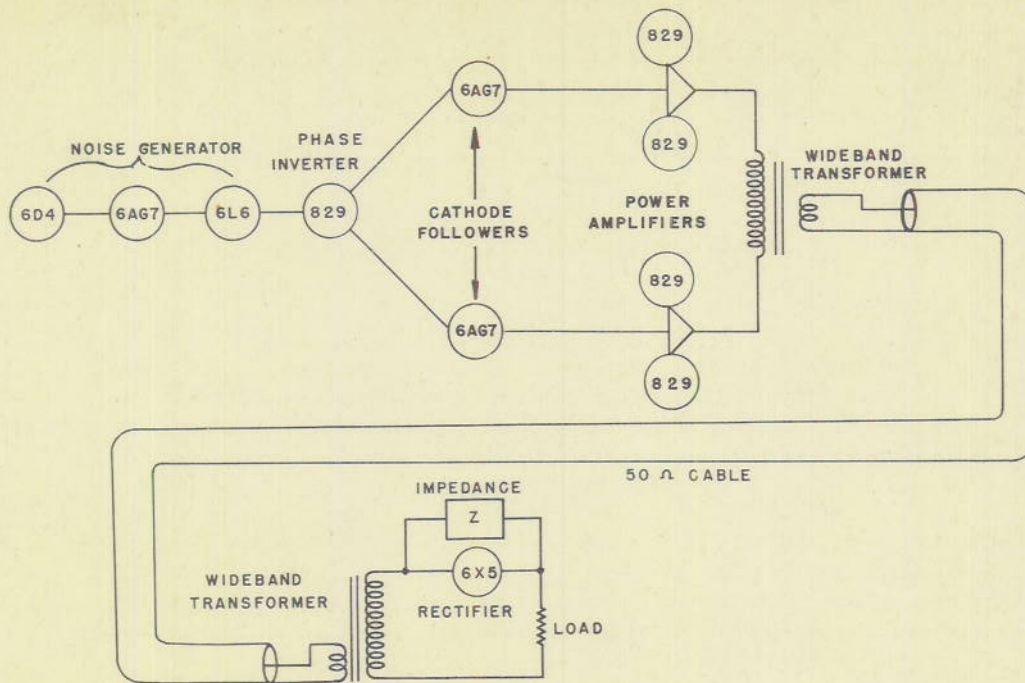 NOISE GENERATOR
6D4
6AG7
6L6
PHASE
INVERTER
829
6AG7
CATHODE
FOLLOWERS
6AG7
829
829
POWER
AMPLIFIERS
829
829
WIDEBAND
TRANSFORMER
50 Ω CABLE
IMPEDANCE
Z
6X5
RECTIFIER
LOAD
WIDEBAND
TRANSFORMER